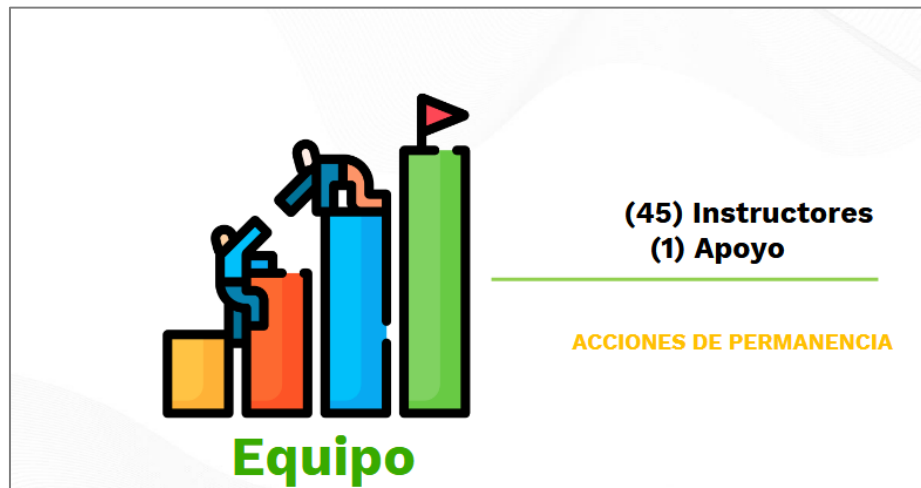 (45) Instructores
(1) Apoyo
ACCIONES DE PERMANENCIA
Equipo